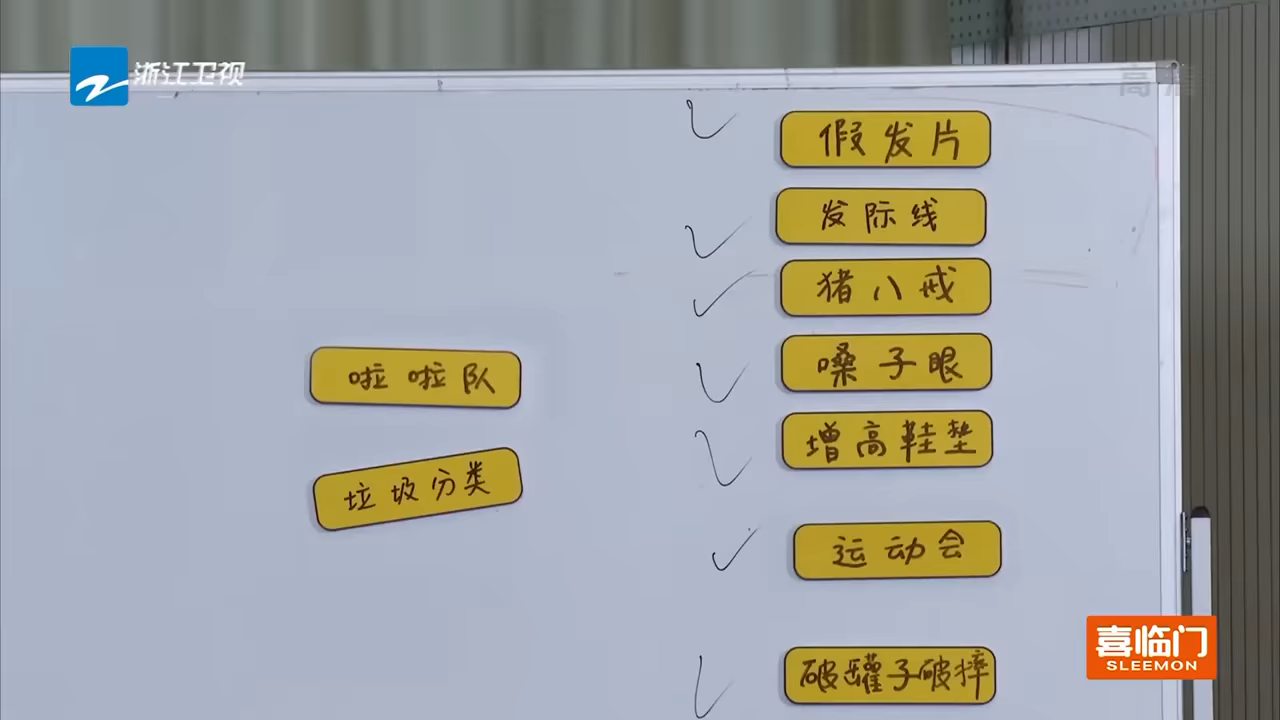 浙江卫视
高清
假发片
发际线
猪八戒
嗓子眼
啦啦队
增高鞋垫
垃圾分类
运动会
破罐子破摔
喜临门
SLEEMON